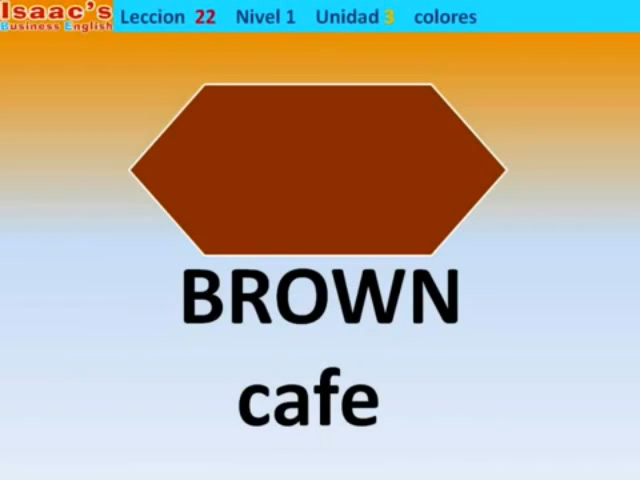 Isaac's
Business English
Leccion 22 Nivel 1 Unidad 3 colores
BROWN
cafe